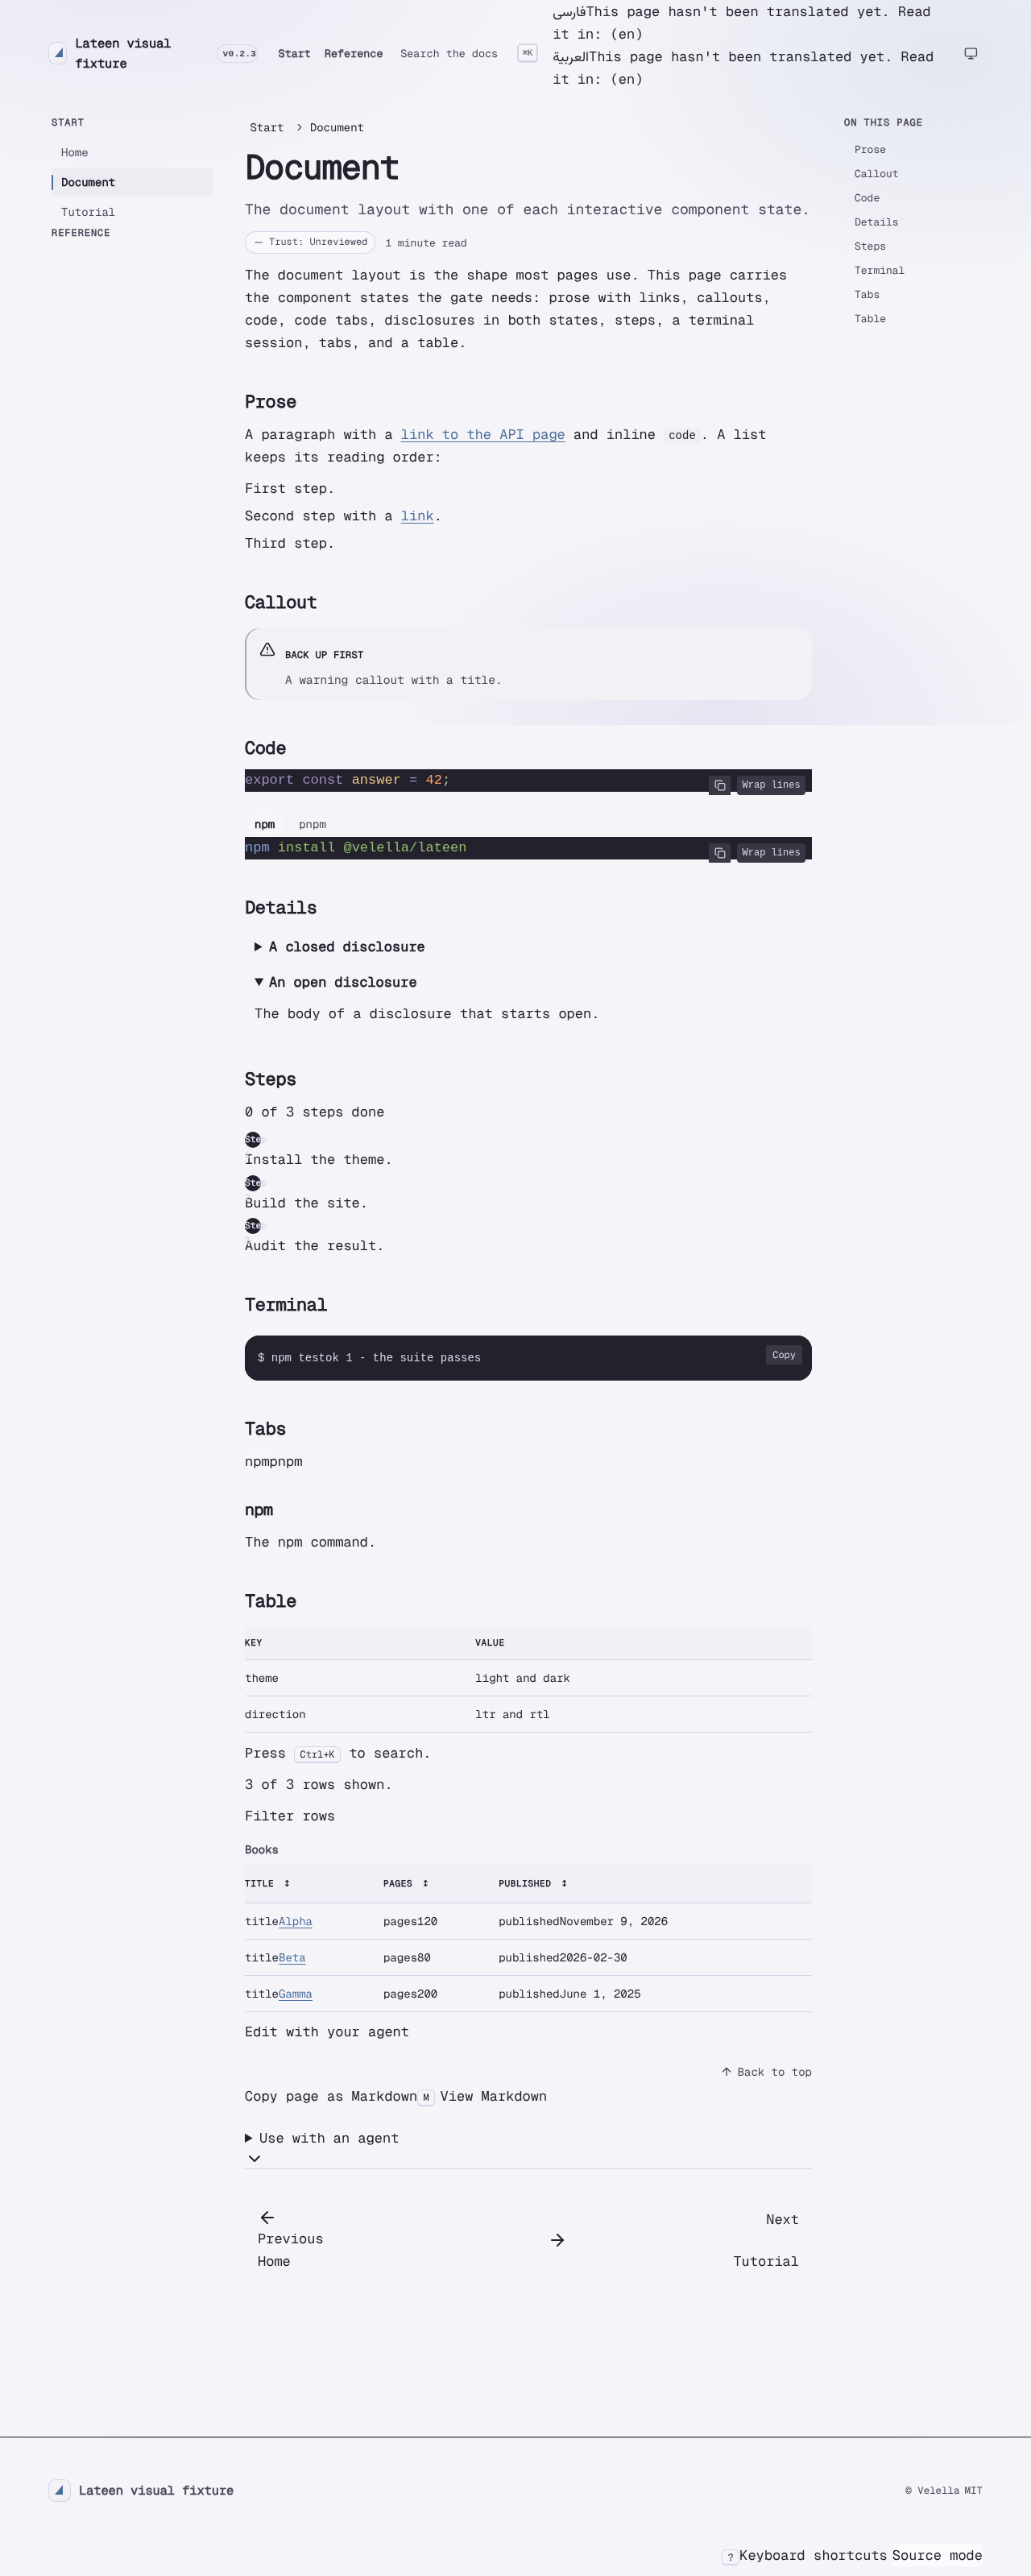 Lateen visual
fixture
v0.2.3
Start Reference Search the docs ⌘K
فارسیThis page hasn't been translated yet. Read
it in: (en)
العربيةThis page hasn't been translated yet. Read
it in: (en)
START
Home
Document
Tutorial
REFERENCE
Start > Document
Document
The document layout with one of each interactive component state.
— Trust: Unreviewed 1 minute read
The document layout is the shape most pages use. This page carries
the component states the gate needs: prose with links, callouts,
code, code tabs, disclosures in both states, steps, a terminal
session, tabs, and a table.
Prose
A paragraph with a link to the API page and inline code. A list
keeps its reading order:
First step.
Second step with a link.
Third step.
Callout
BACK UP FIRST
A warning callout with a title.
Code
export const answer = 42;
Wrap lines
npm pnpm
npm install @velella/lateen
Wrap lines
Details
A closed disclosure
An open disclosure
The body of a disclosure that starts open.
Steps
0 of 3 steps done
Step
Install the theme.
Step
Build the site.
Step
Audit the result.
Terminal
$ npm testok 1 - the suite passes
Copy
Tabs
npmpnpm
npm
The npm command.
Table
KEY VALUE
theme light and dark
direction ltr and rtl
Press Ctrl+K to search.
3 of 3 rows shown.
Filter rows
Books
TITLE ↕ PAGES ↕ PUBLISHED ↕
titleAlpha pages120 publishedNovember 9, 2026
titleBeta pages80 published2026-02-30
titleGamma pages200 publishedJune 1, 2025
Edit with your agent
↑ Back to top
Copy page as Markdown M View Markdown
Use with an agent
←
Previous
Home
→
Next
Tutorial
ON THIS PAGE
Prose
Callout
Code
Details
Steps
Terminal
Tabs
Table
Lateen visual fixture
© Velella MIT
? Keyboard shortcuts Source mode